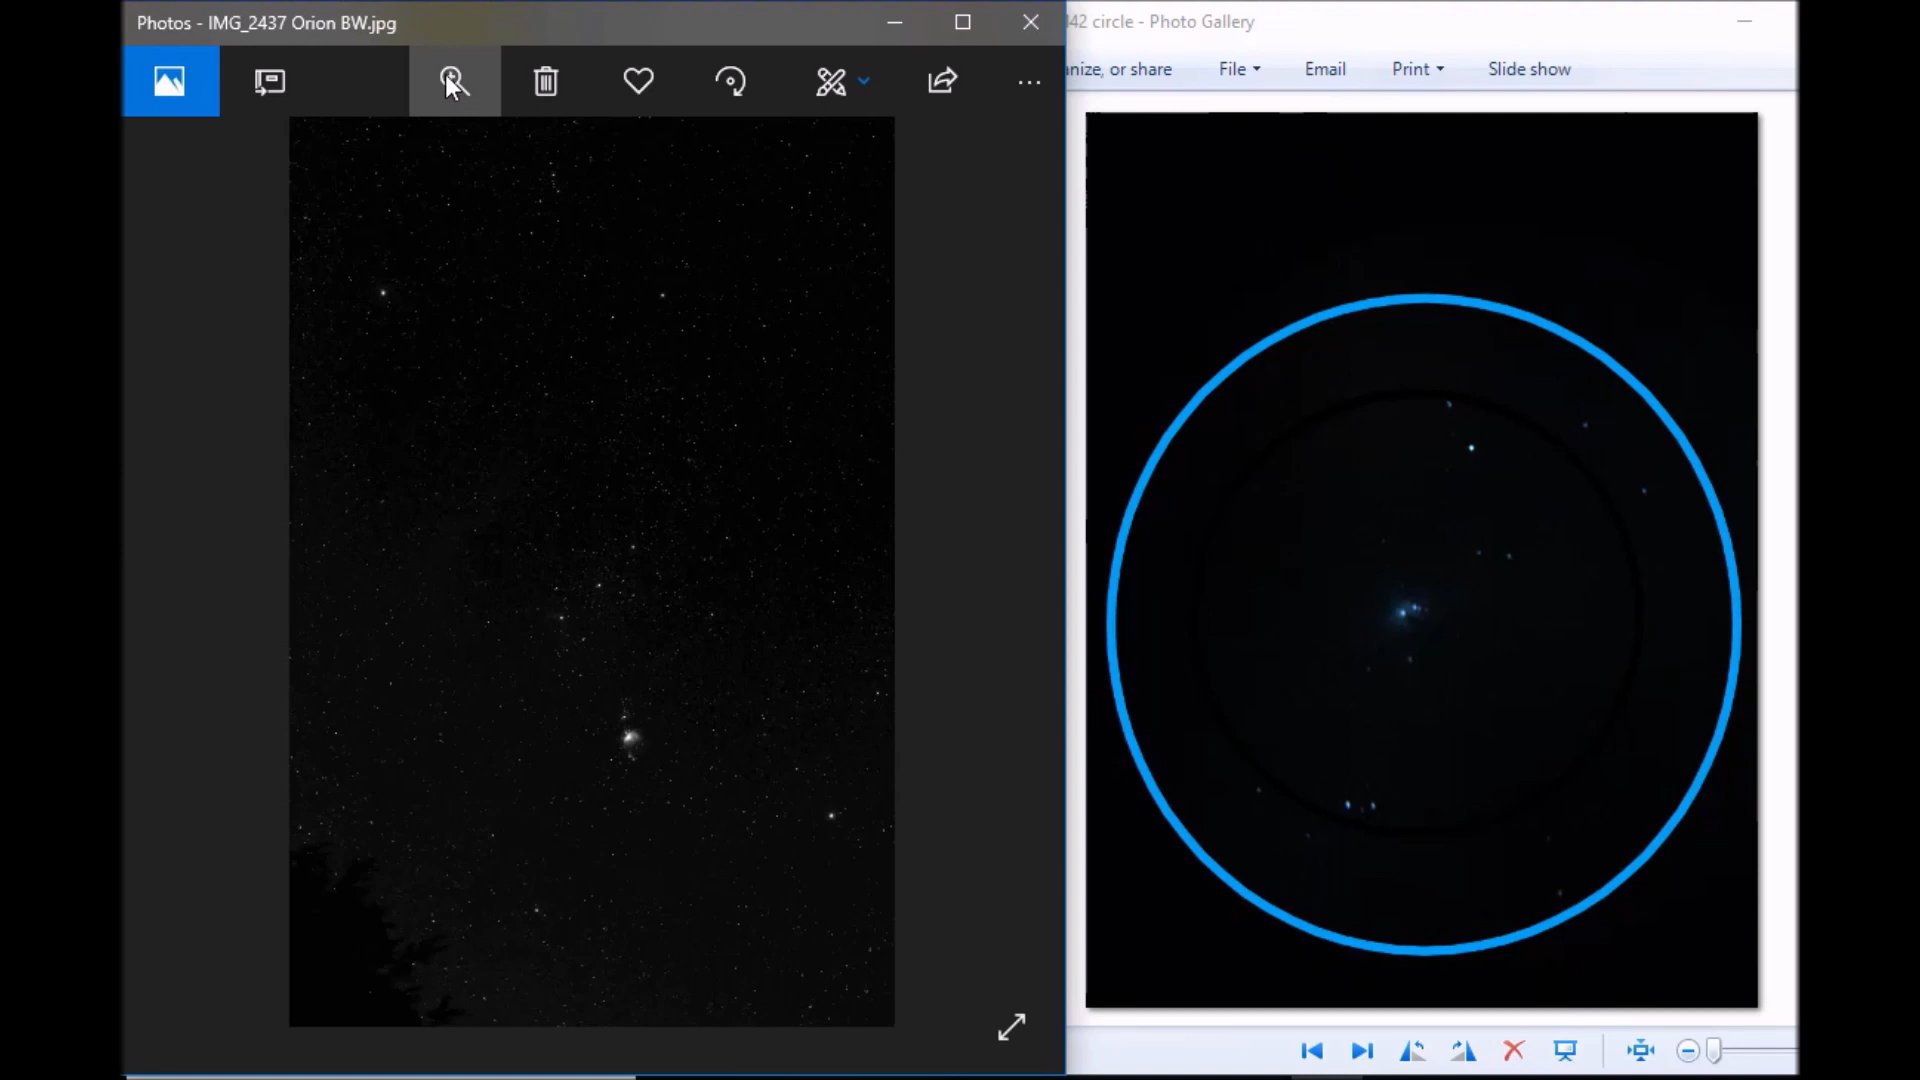 Photos - IMG_2437 Orion BW.jpg
42 circle - Photo Gallery
nize, or share File Email Print Slide show